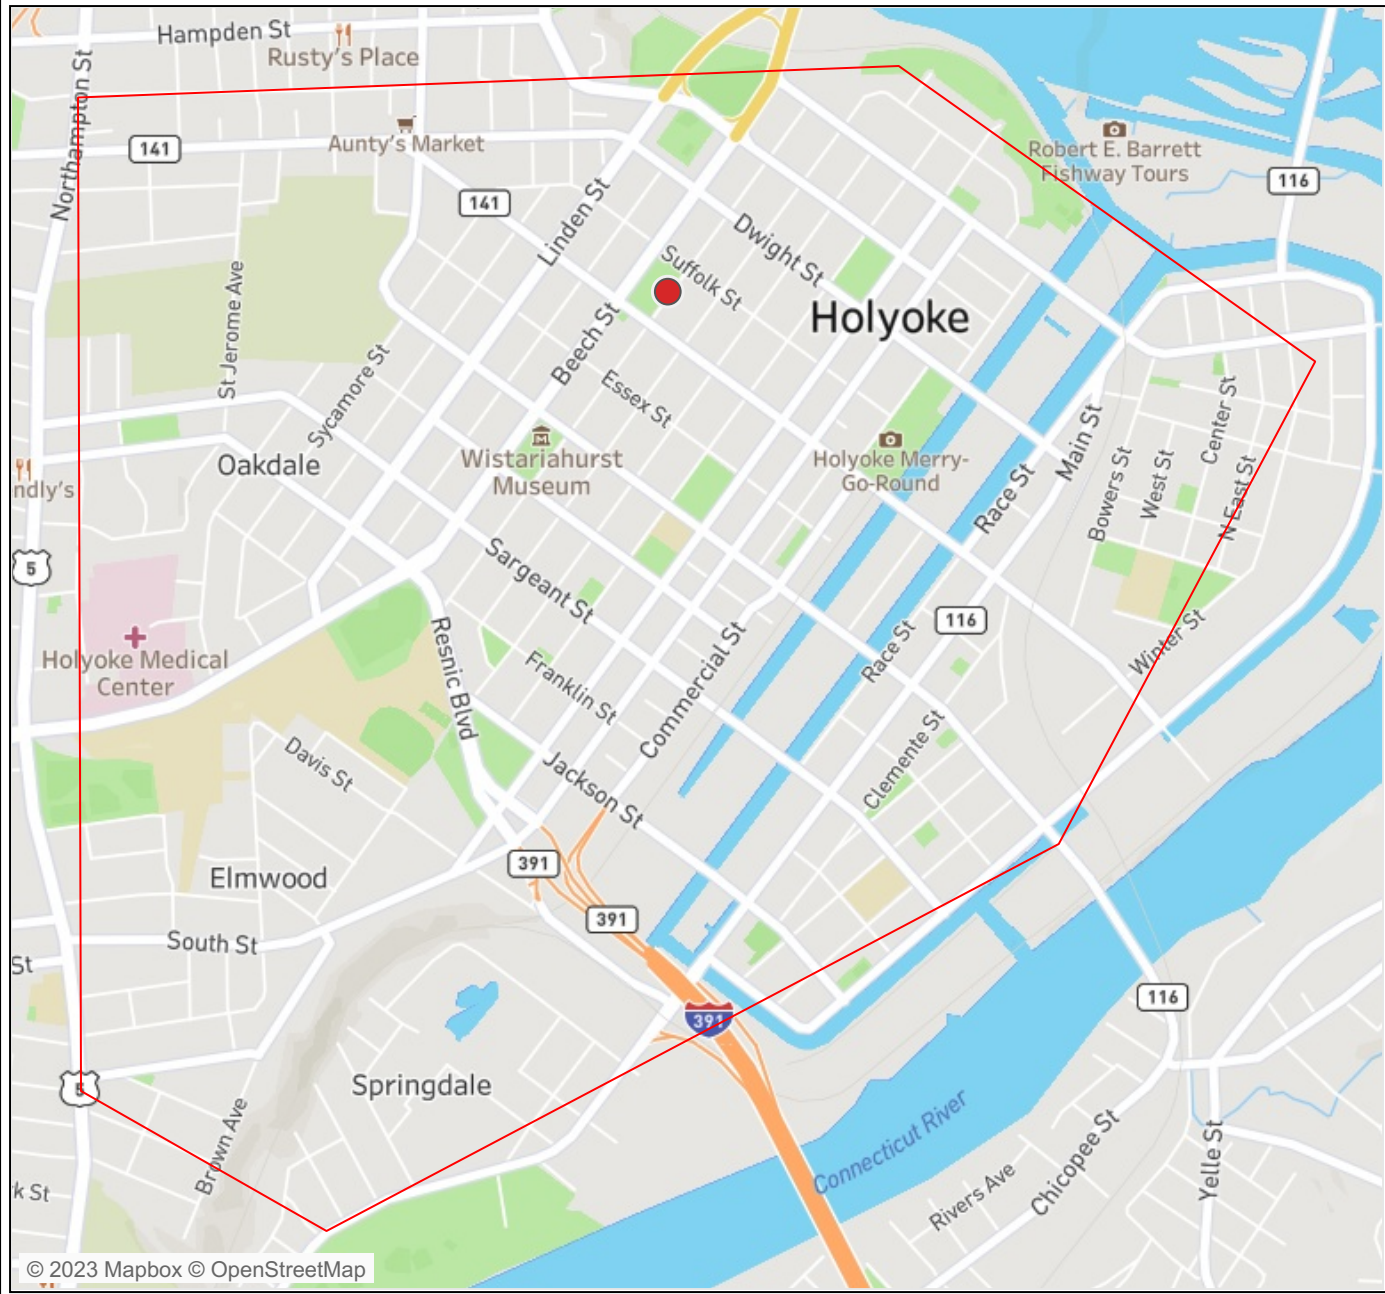 Hampden St
Rusty's Place
Northampton St
141
Aunty's Market
Robert E. Barrett
Fishway Tours
116
141
Linden St
Dwight St
Suffolk St
Holyoke
St Jerome Ave
Sycamore St
Beech St
Essex St
Center St
Main St
Oakdale
Wistariahurst
Museum
Holyoke Merry-
Go-Round
Race St
Bowers St
West St
N East St
ndly's
5
Sargeant St
116
Holyoke Medical
Center
Resnic Blvd
Franklin St
Commercial St
Race St
Winter St
Davis St
Jackson St
Clemente St
Elmwood
391
391
South St
St
116
391
5
Springdale
Brown Ave
Connecticut River
Chicopee St
Yelle St
Rivers Ave
rk St
© 2023 Mapbox © OpenStreetMap